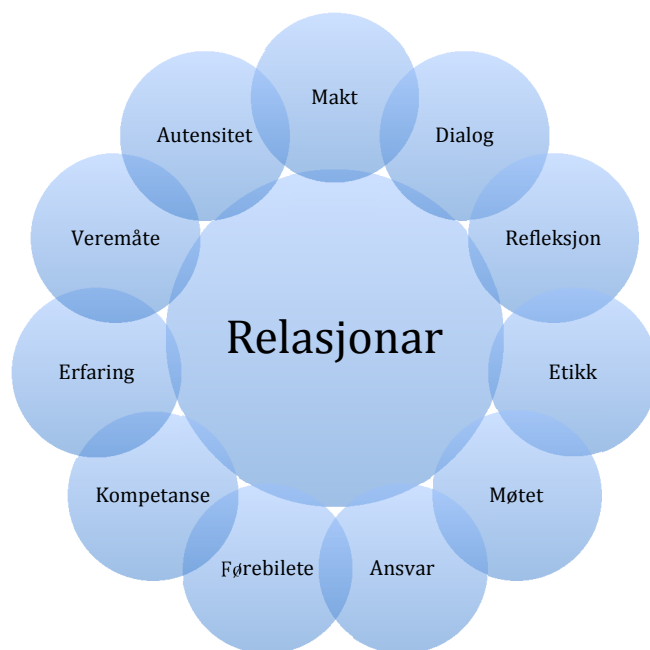 Makt
Dialog
Refleksjon
Etikk
Møtet
Ansvar
Førebilete
Kompetanse
Erfaring
Veremåte
Autensitet
Relasjonar